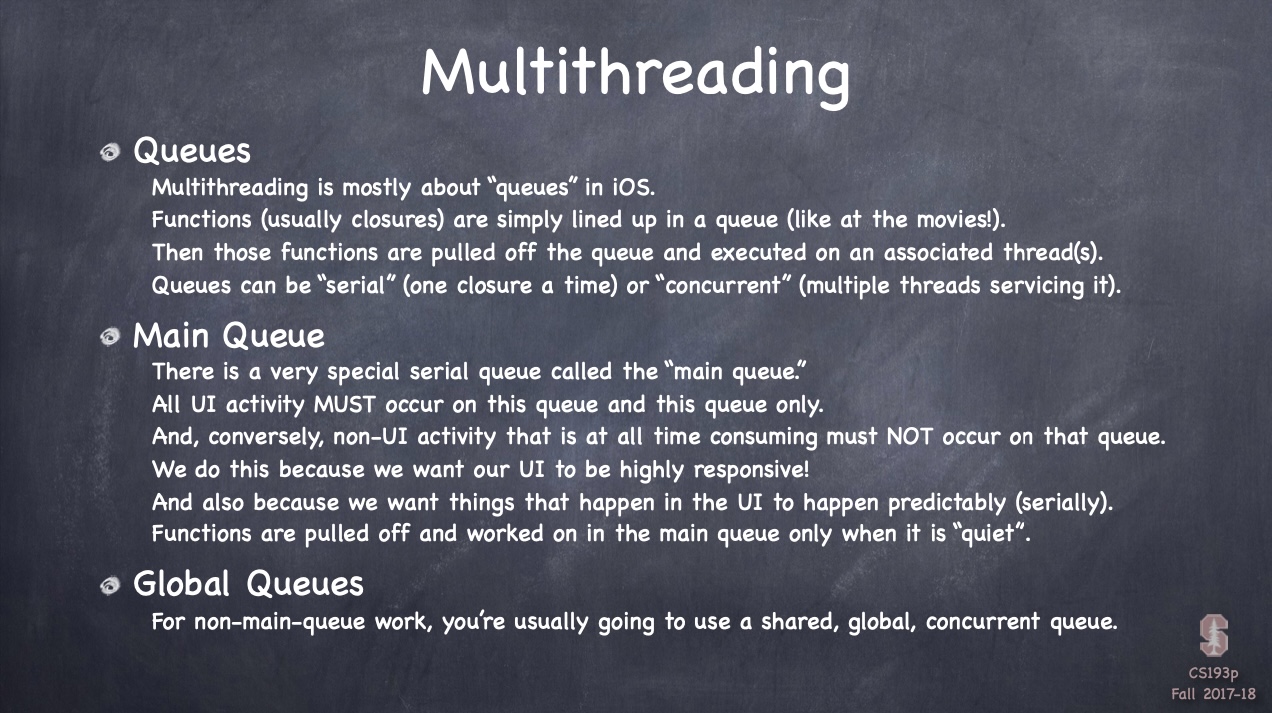 Multithreading
Queues
Multithreading is mostly about “queues” in iOS.
Functions (usually closures) are simply lined up in a queue (like at the movies!).
Then those functions are pulled off the queue and executed on an associated thread(s).
Queues can be “serial” (one closure a time) or “concurrent” (multiple threads servicing it).
Main Queue
There is a very special serial queue called the “main queue.”
All UI activity MUST occur on this queue and this queue only.
And, conversely, non-UI activity that is at all time consuming must NOT occur on that queue.
We do this because we want our UI to be highly responsive!
And also because we want things that happen in the UI to happen predictably (serially).
Functions are pulled off and worked on in the main queue only when it is “quiet”.
Global Queues
For non-main-queue work, you’re usually going to use a shared, global, concurrent queue.
S
CS193p
Fall 2017-18